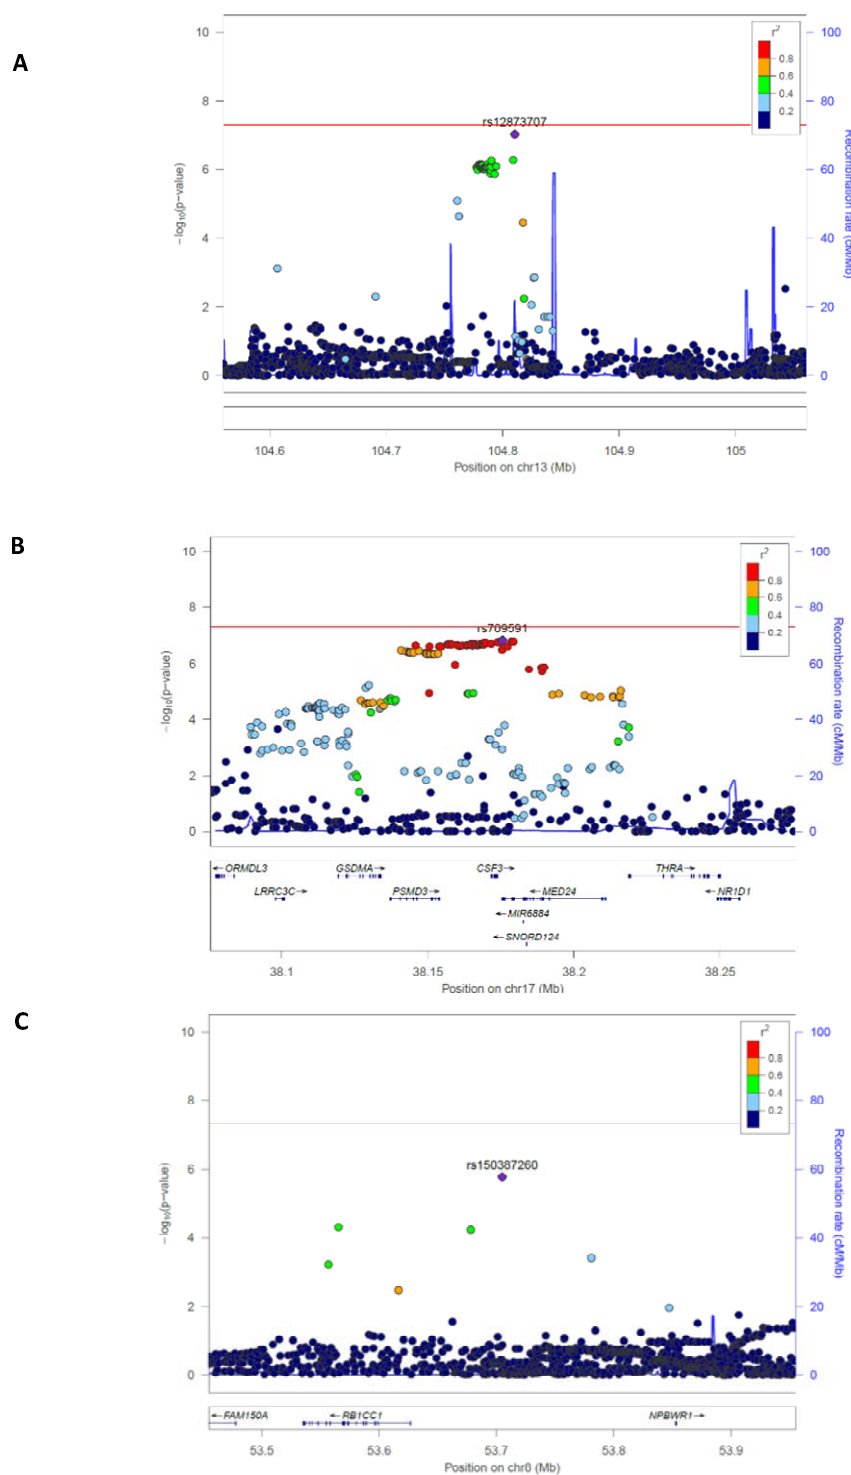 A
10
8
6
4
2
0
−log10(p-value)
rs12873707
r2
0.8
0.6
0.4
0.2
100
80
60
40
20
0
Recombination rate (cM/Mb)
104.6
104.7
104.8
104.9
105
Position on chr13 (Mb)
B
10
8
6
4
2
0
−log10(p-value)
rs709591
r2
0.8
0.6
0.4
0.2
100
80
60
40
20
0
Recombination rate (cM/Mb)
←ORMDL3
GSDMA→
CSF3→
THRA→
LRRC3C→
PSMD3→
←MED24
←NR1D1
←MIR6884
←SNORD124
38.1
38.15
38.2
38.25
Position on chr17 (Mb)
C
10
8
6
4
2
0
−log10(p-value)
rs150387260
r2
0.8
0.6
0.4
0.2
100
80
60
40
20
0
Recombination rate (cM/Mb)
←FAM150A
←RB1CC1
NPBWR1→
53.5
53.6
53.7
53.8
53.9
Position on chr8 (Mb)